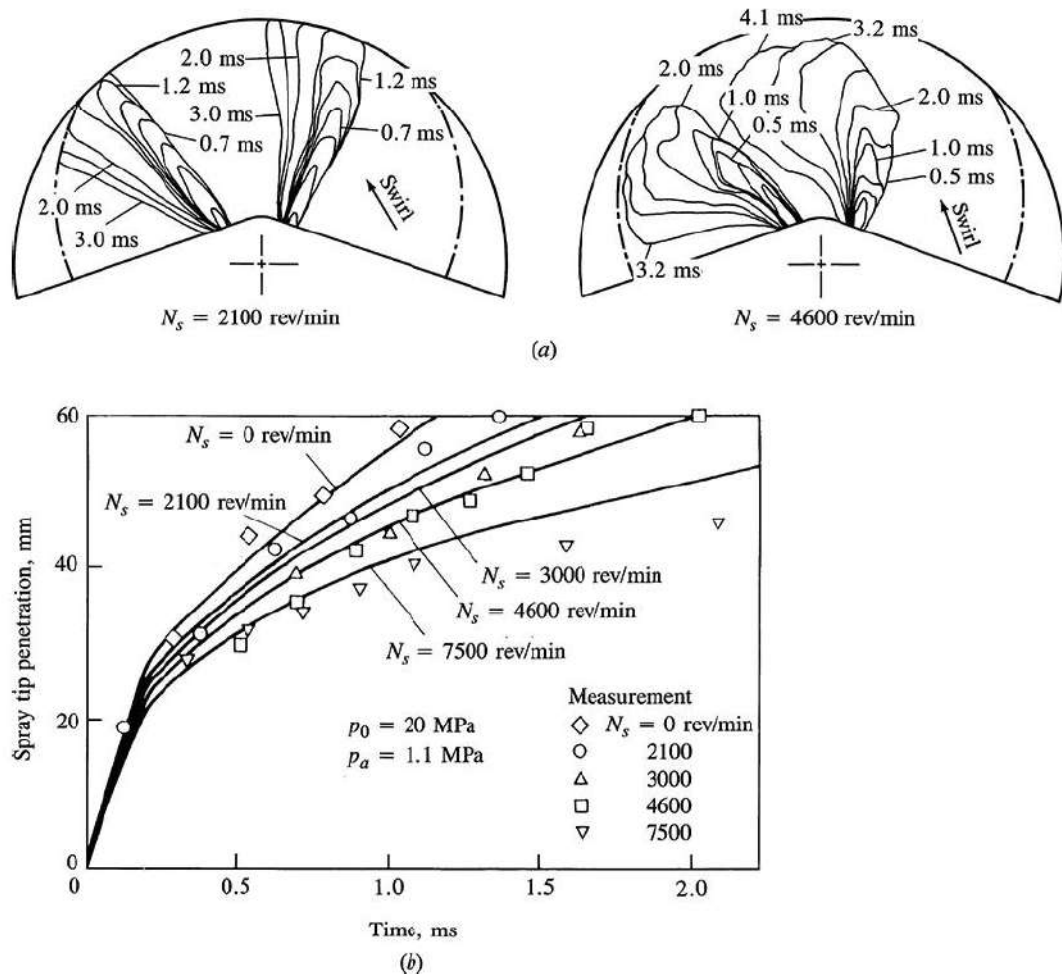 (a)
2.0 ms
1.2 ms
1.2 ms
3.0 ms
0.7 ms
0.7 ms
2.0 ms
3.0 ms
Swirl
N_s = 2100 rev/min
4.1 ms
3.2 ms
2.0 ms
1.0 ms
0.5 ms
2.0 ms
1.0 ms
0.5 ms
Swirl
3.2 ms
N_s = 4600 rev/min
(a)
60
40
20
0
Spray tip penetration, mm
N_s = 0 rev/min
N_s = 2100 rev/min
N_s = 3000 rev/min
N_s = 4600 rev/min
N_s = 7500 rev/min
p_0 = 20 MPa
p_a = 1.1 MPa
Measurement
◇ N_s = 0 rev/min
○ 2100
△ 3000
□ 4600
▽ 7500
0
0.5
1.0
1.5
2.0
Time, ms
(b)